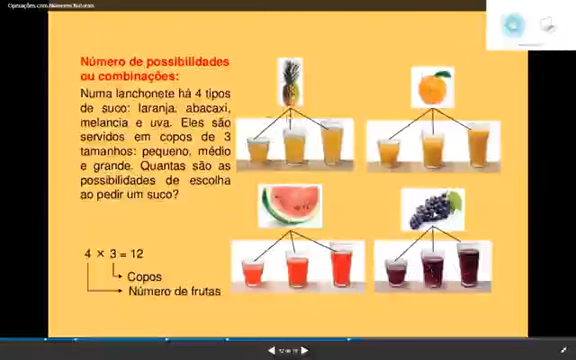 Operações com Números Naturais
Número de possibilidades
ou combinações:
Numa lanchonete há 4 tipos
de suco: laranja, abacaxi,
melancia e uva. Eles são
servidos em copos de 3
tamanhos: pequeno, médio
e grande. Quantas são as
possibilidades de escolha
ao pedir um suco?
4 × 3 = 12
Copos
Número de frutas